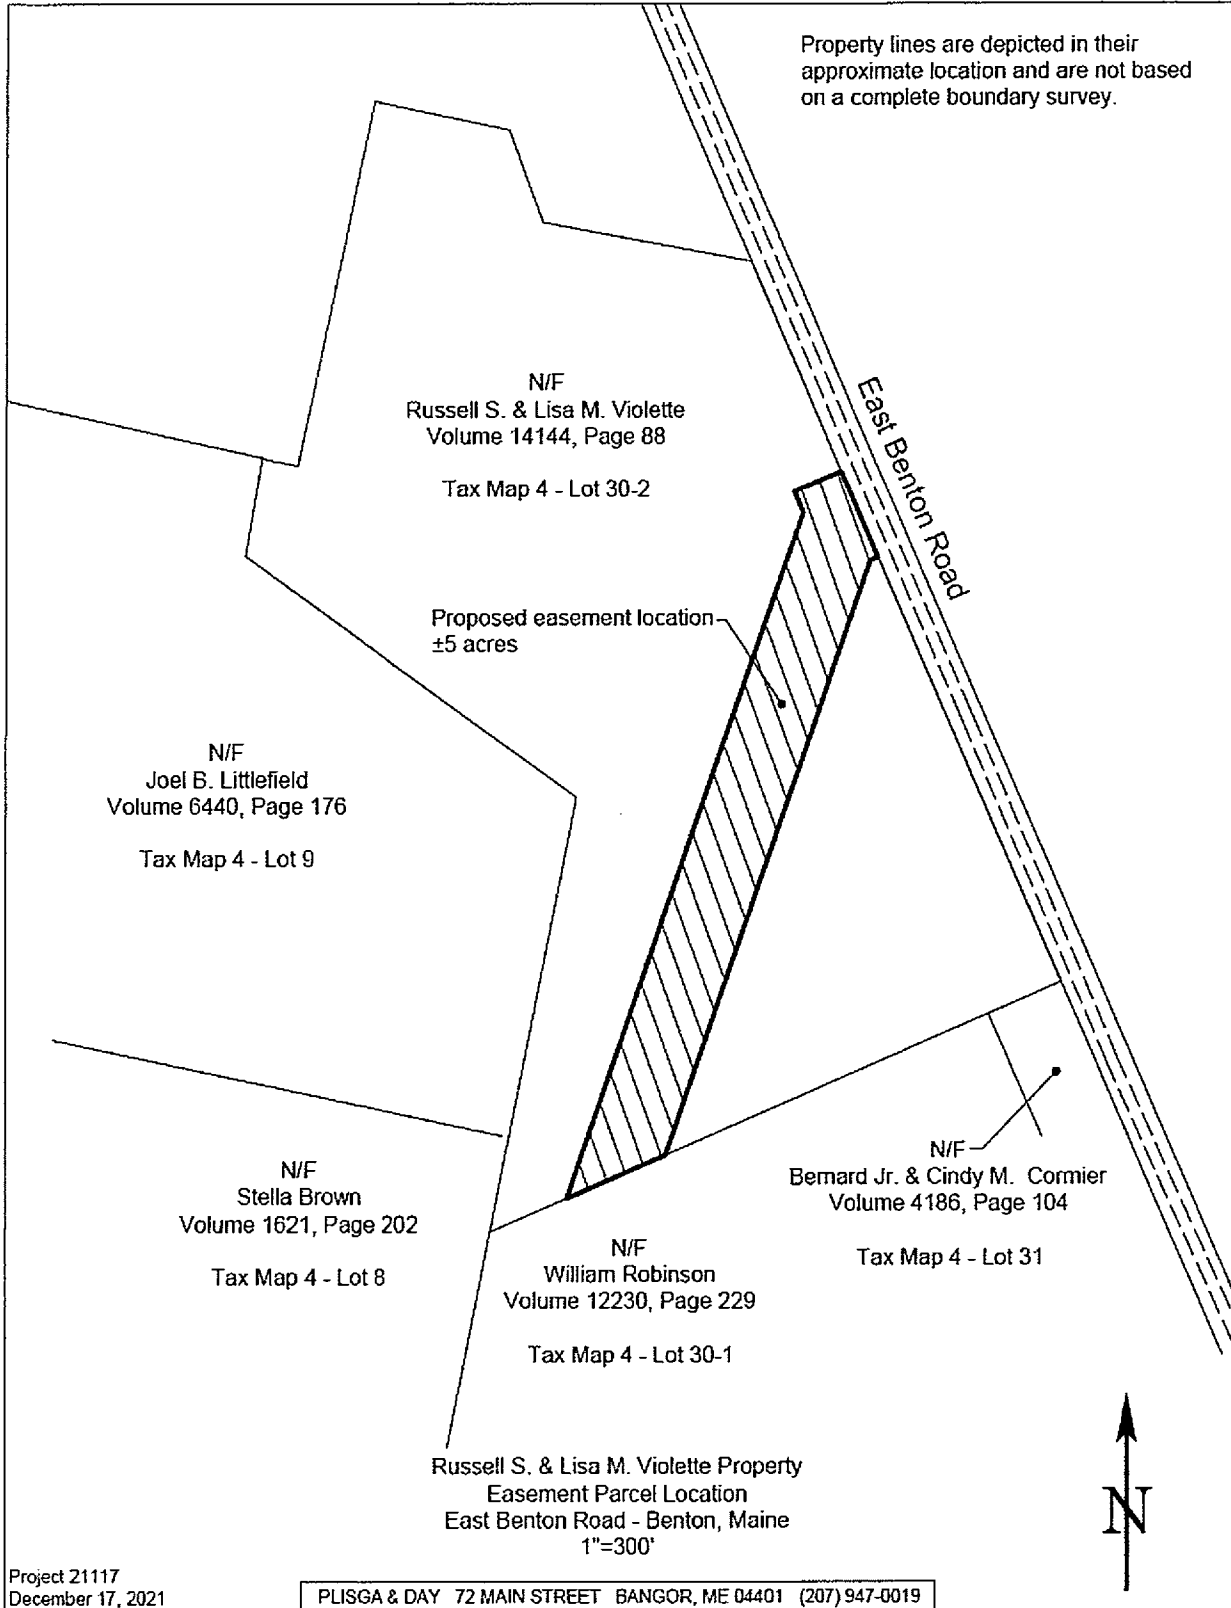 Property lines are depicted in their
approximate location and are not based
on a complete boundary survey.
N/F
Russell S. & Lisa M. Violette
Volume 14144, Page 88
Tax Map 4 - Lot 30-2
East Benton Road
Proposed easement location
±5 acres
N/F
Joel B. Littlefield
Volume 6440, Page 176
Tax Map 4 - Lot 9
N/F
Stella Brown
Volume 1621, Page 202
Tax Map 4 - Lot 8
N/F
William Robinson
Volume 12230, Page 229
Tax Map 4 - Lot 30-1
N/F
Bernard Jr. & Cindy M. Cormier
Volume 4186, Page 104
Tax Map 4 - Lot 31
Russell S. & Lisa M. Violette Property
Easement Parcel Location
East Benton Road - Benton, Maine
1"=300'
N
Project 21117
December 17, 2021
PLISGA & DAY 72 MAIN STREET BANGOR, ME 04401 (207) 947-0019